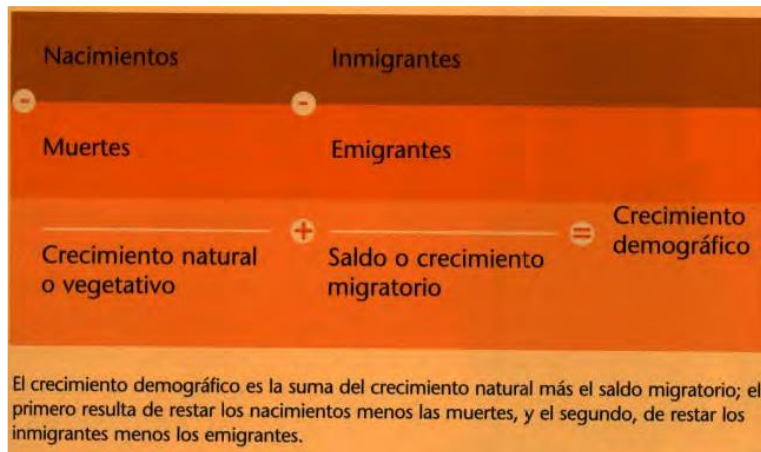 Nacimientos
Inmigrantes
-
-
Muertes
Emigrantes
Crecimiento natural
o vegetativo
+
Saldo o crecimiento
migratorio
=
Crecimiento
demográfico
El crecimiento demográfico es la suma del crecimiento natural más el saldo migratorio; el
primero resulta de restar los nacimientos menos las muertes, y el segundo, de restar los
inmigrantes menos los emigrantes.